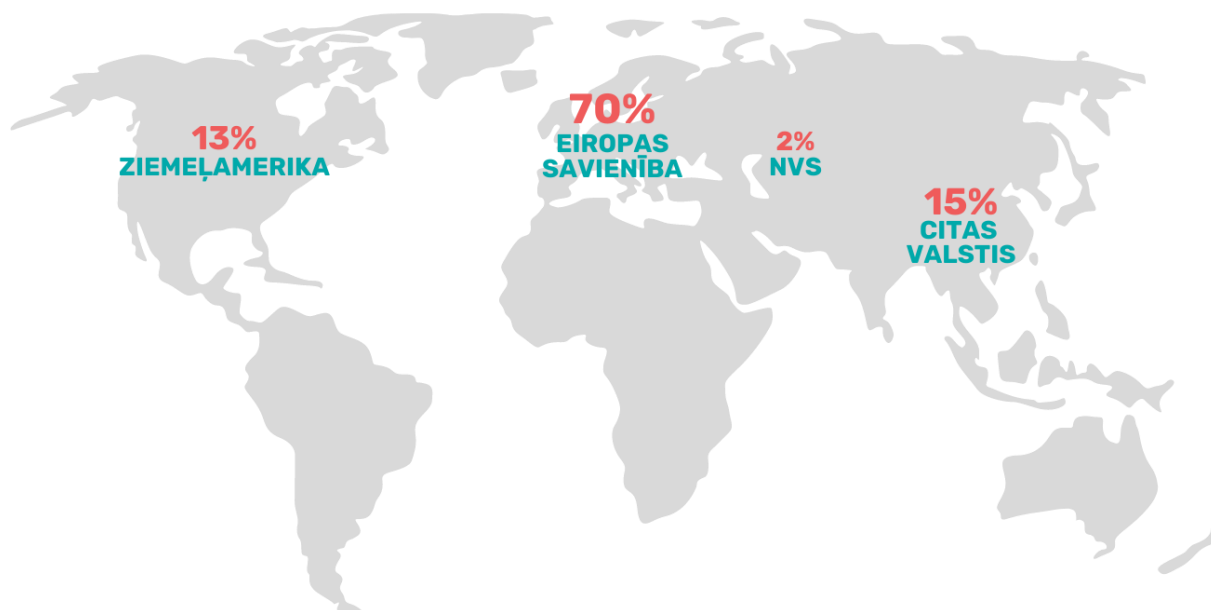 13%
ZIEMEĻAMERIKA
70%
EIROPAS
SAVIENĪBA
2%
NVS
15%
CITAS
VALSTIS